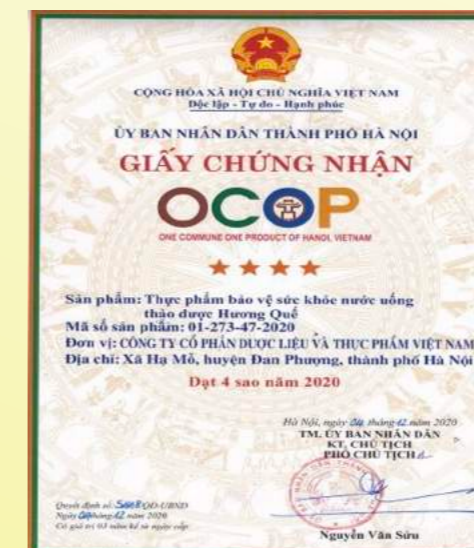 CỘNG HÒA XÃ HỘI CHỦ NGHĨA VIỆT NAM
Độc lập - Tự do - Hạnh phúc
ỦY BAN NHÂN DÂN THÀNH PHỐ HÀ NỘI
GIẤY CHỨNG NHẬN
OCOP
ONE COMMUNE ONE PRODUCT OF HANOI, VIETNAM
Sản phẩm: Thực phẩm bảo vệ sức khỏe nước uống
thảo dược Hương Quế
Mã số sản phẩm: 01-273-47-2020
Đơn vị: CÔNG TY CỔ PHẦN DƯỢC LIỆU VÀ THỰC PHẨM VIỆT NAM
Địa chỉ: Xã Hạ Mỗ, huyện Đan Phượng, thành phố Hà Nội
Đạt 4 sao năm 2020
Hà Nội, ngày tháng 12 năm 2020
TM. ỦY BAN NHÂN DÂN
KT. CHỦ TỊCH
PHÓ CHỦ TỊCH
Quyết định số: QĐ-UBND
Ngày tháng 12 năm 2020
Có giá trị 03 năm kể từ ngày cấp
Nguyễn Văn Sửu